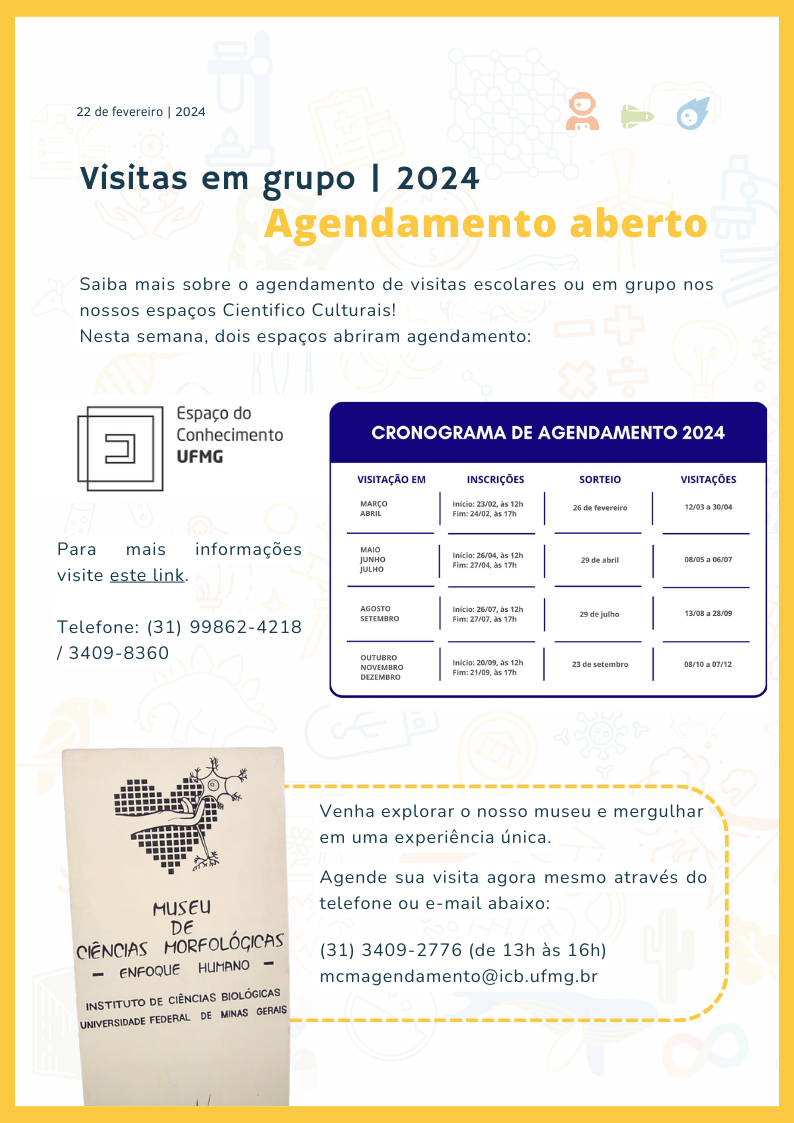 22 de fevereiro | 2024
Visitas em grupo | 2024
Agendamento aberto
Saiba mais sobre o agendamento de visitas escolares ou em grupo nos
nossos espaços Cientifico Culturais!
Nesta semana, dois espaços abriram agendamento:
Espaço do
Conhecimento
UFMG
Para mais informações
visite este link.
Telefone: (31) 99862-4218
/ 3409-8360
CRONOGRAMA DE AGENDAMENTO 2024
VISITAÇÃO EM INSCRIÇÕES SORTEIO VISITAÇÕES
MARÇO
ABRIL
Início: 23/02, às 12h
Fim: 24/02, às 17h
26 de fevereiro
12/03 a 30/04
MAIO
JUNHO
JULHO
Início: 26/04, às 12h
Fim: 27/04, às 17h
29 de abril
08/05 a 06/07
AGOSTO
SETEMBRO
Início: 26/07, às 12h
Fim: 27/07, às 17h
29 de julho
13/08 a 28/09
OUTUBRO
NOVEMBRO
DEZEMBRO
Início: 20/09, às 12h
Fim: 21/09, às 17h
23 de setembro
08/10 a 07/12
MUSEU
DE
CIÊNCIAS MORFOLÓGICAS
– ENFOQUE HUMANO –
INSTITUTO DE CIÊNCIAS BIOLÓGICAS
UNIVERSIDADE FEDERAL DE MINAS GERAIS
Venha explorar o nosso museu e mergulhar
em uma experiência única.
Agende sua visita agora mesmo através do
telefone ou e-mail abaixo:
(31) 3409-2776 (de 13h às 16h)
mcmagendamento@icb.ufmg.br